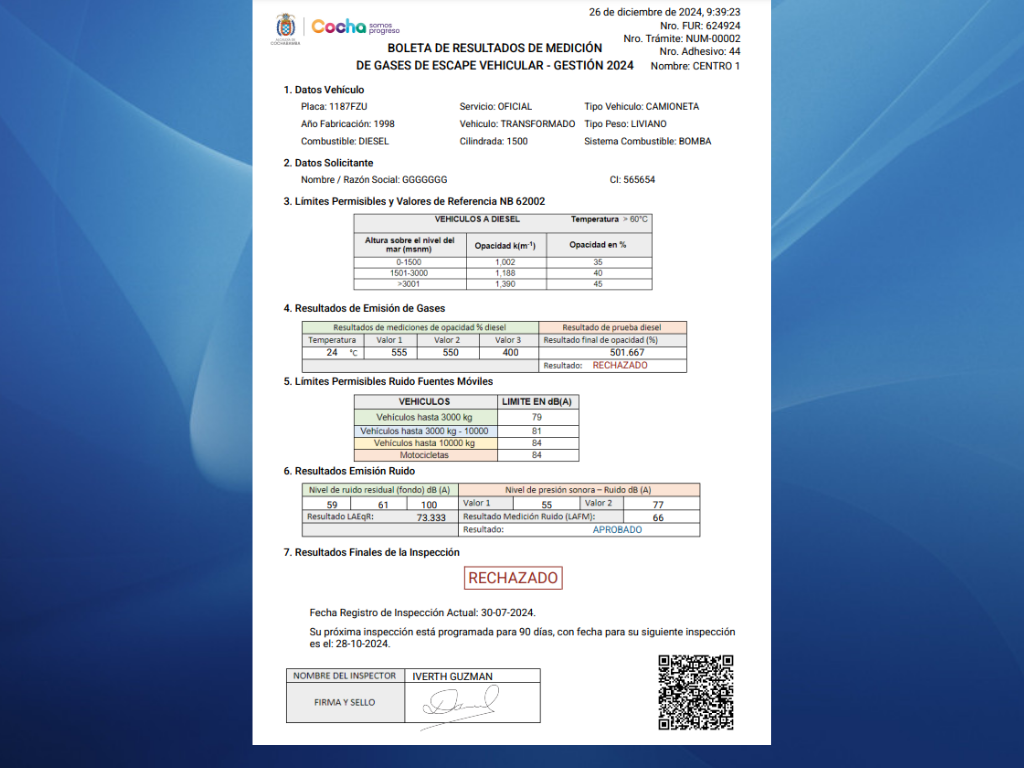 26 de diciembre de 2024, 9:39:23
Cocha somos progreso
Nro. FUR: 624924
Nro. Trámite: NUM-00002
COCHABAMBA
BOLETA DE RESULTADOS DE MEDICIÓN
Nro. Adhesivo: 44
DE GASES DE ESCAPE VEHICULAR - GESTIÓN 2024
Nombre: CENTRO 1
1. Datos Vehículo
Placa: 1187FZU Servicio: OFICIAL Tipo Vehiculo: CAMIONETA
Año Fabricación: 1998 Vehiculo: TRANSFORMADO Tipo Peso: LIVIANO
Combustible: DIESEL Cilindrada: 1500 Sistema Combustible: BOMBA
2. Datos Solicitante
Nombre / Razón Social: GGGGGGG CI: 565654
3. Límites Permisibles y Valores de Referencia NB 62002
VEHICULOS A DIESEL Temperatura > 60°C
Altura sobre el nivel del mar (msnm) Opacidad k(m-1) Opacidad en %
0-1500 1,002 35
1501-3000 1,188 40
>3001 1,390 45
4. Resultados de Emisión de Gases
Resultados de mediciones de opacidad % diesel Resultado de prueba diesel
Temperatura Valor 1 Valor 2 Valor 3 Resultado final de opacidad (%)
24 °C 555 550 400 501.667
Resultado: RECHAZADO
5. Límites Permisibles Ruido Fuentes Móviles
VEHICULOS LIMITE EN dB(A)
Vehículos hasta 3000 kg 79
Vehículos hasta 3000 kg - 10000 81
Vehículos hasta 10000 kg 84
Motocicletas 84
6. Resultados Emisión Ruido
Nivel de ruido residual (fondo) dB (A) Nivel de presión sonora – Ruido dB (A)
59 61 100 Valor 1 55 Valor 2 77
Resultado LAEqR: 73.333 Resultado Medición Ruido (LAFM): 66
Resultado: APROBADO
7. Resultados Finales de la Inspección
RECHAZADO
Fecha Registro de Inspección Actual: 30-07-2024.
Su próxima inspección está programada para 90 días, con fecha para su siguiente inspección
es el: 28-10-2024.
NOMBRE DEL INSPECTOR IVERTH GUZMAN
FIRMA Y SELLO